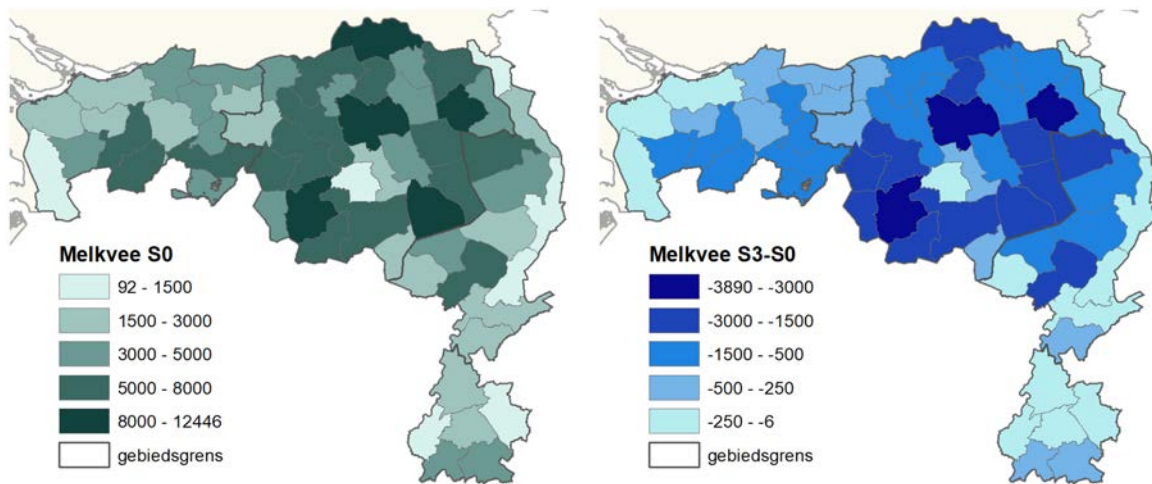 Melkvee S0
92 - 1500
1500 - 3000
3000 - 5000
5000 - 8000
8000 - 12446
gebiedsgrens
Melkvee S3-S0
-3890 - -3000
-3000 - -1500
-1500 - -500
-500 - -250
-250 - -6
gebiedsgrens